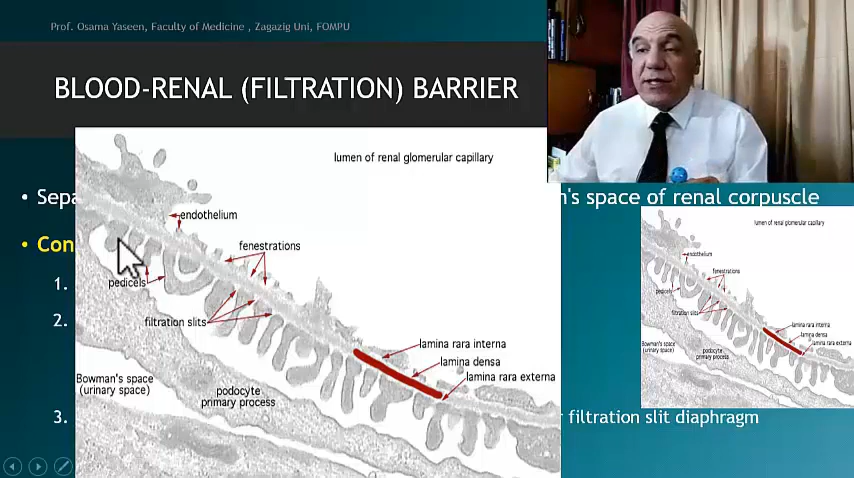 Prof. Osama Yaseen, Faculty of Medicine , Zagazig Uni, FOMPU
BLOOD-RENAL (FILTRATION) BARRIER
• Sepa
n's space of renal corpuscle
• Con
1.
2.
3.
r filtration slit diaphragm
lumen of renal glomerular capillary
endothelium
fenestrations
pedicels
filtration slits
lamina rara interna
lamina densa
lamina rara externa
Bowman's space
(urinary space)
podocyte
primary process
lumen of renal glomerular capillary
endothelium
fenestrations
pedicels
filtration slits
lamina rara interna
lamina densa
lamina rara externa
Bowman's space
(urinary space)
podocyte
primary process